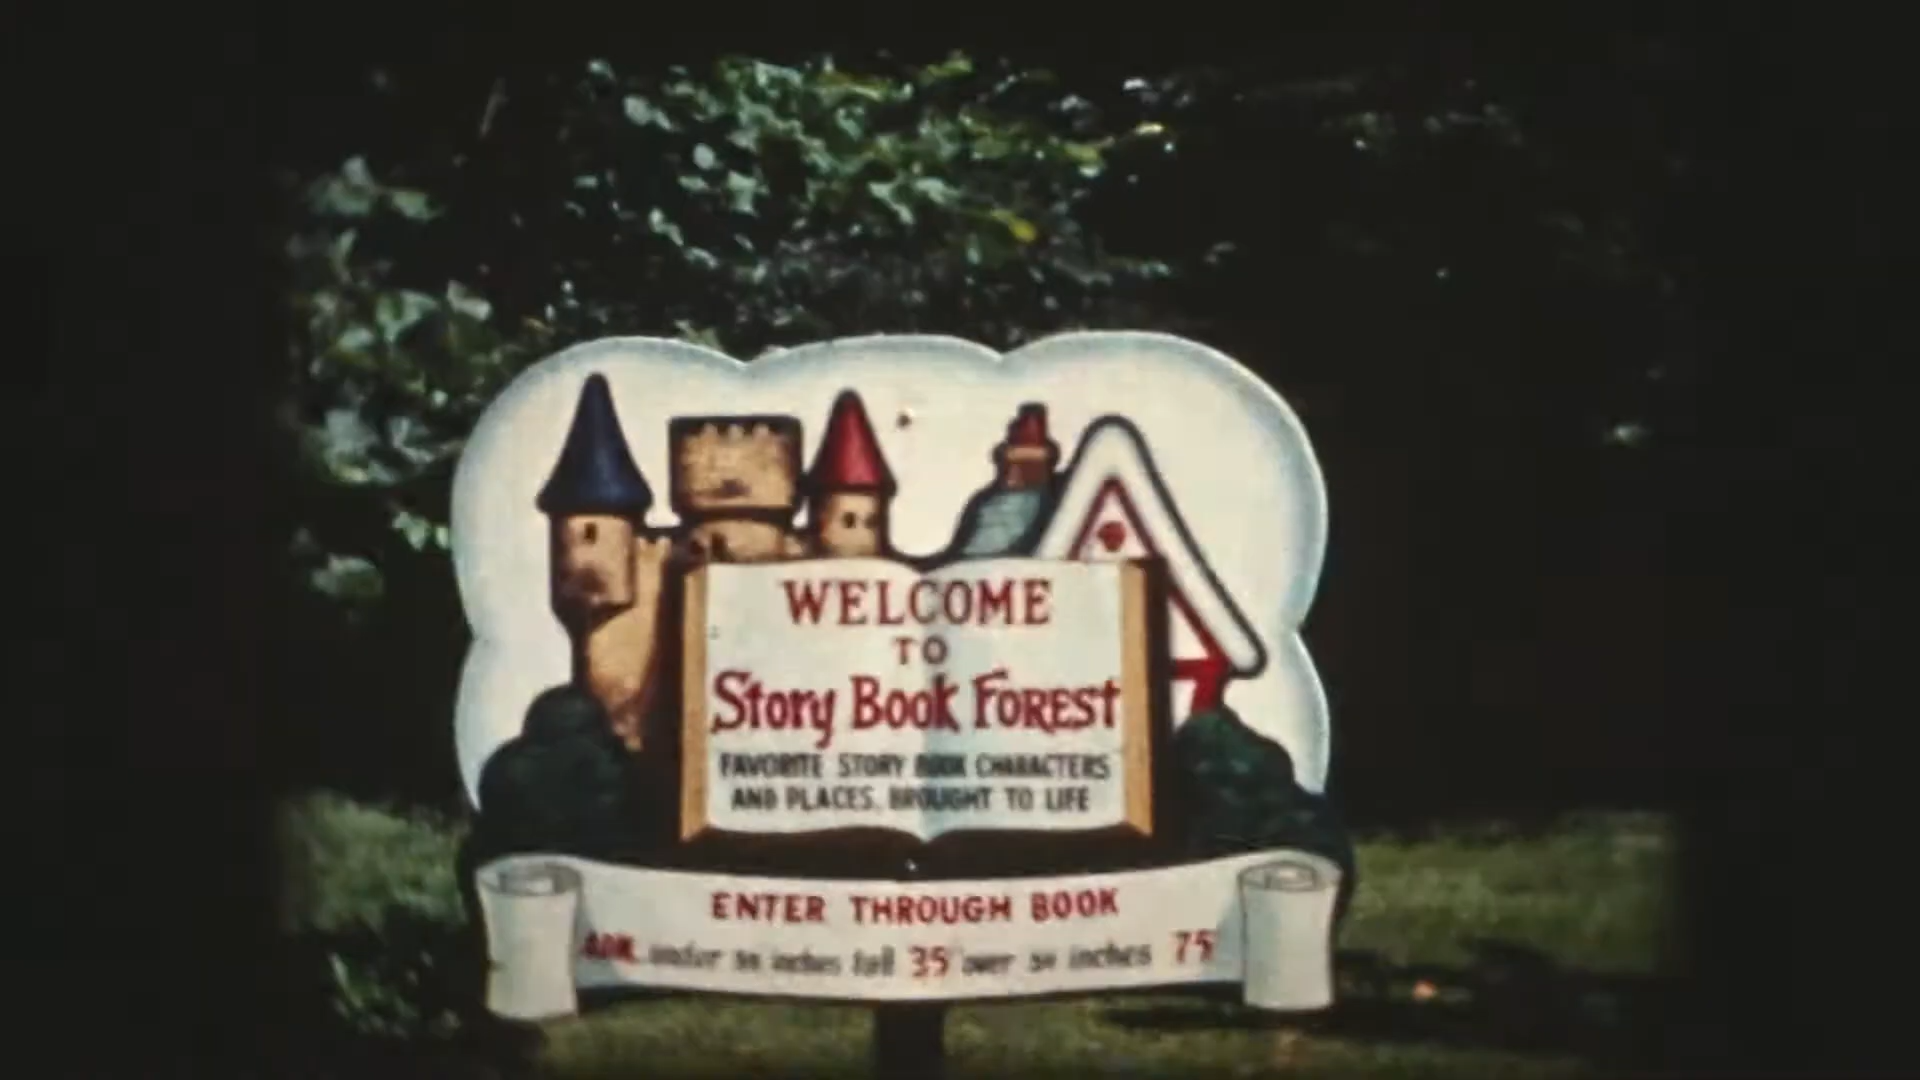 WELCOME
TO
Story Book FOREST
FAVORITE STORY BOOK CHARACTERS
AND PLACES, BROUGHT TO LIFE
ENTER THROUGH BOOK
ADM. under inches tall 35 over inches 75